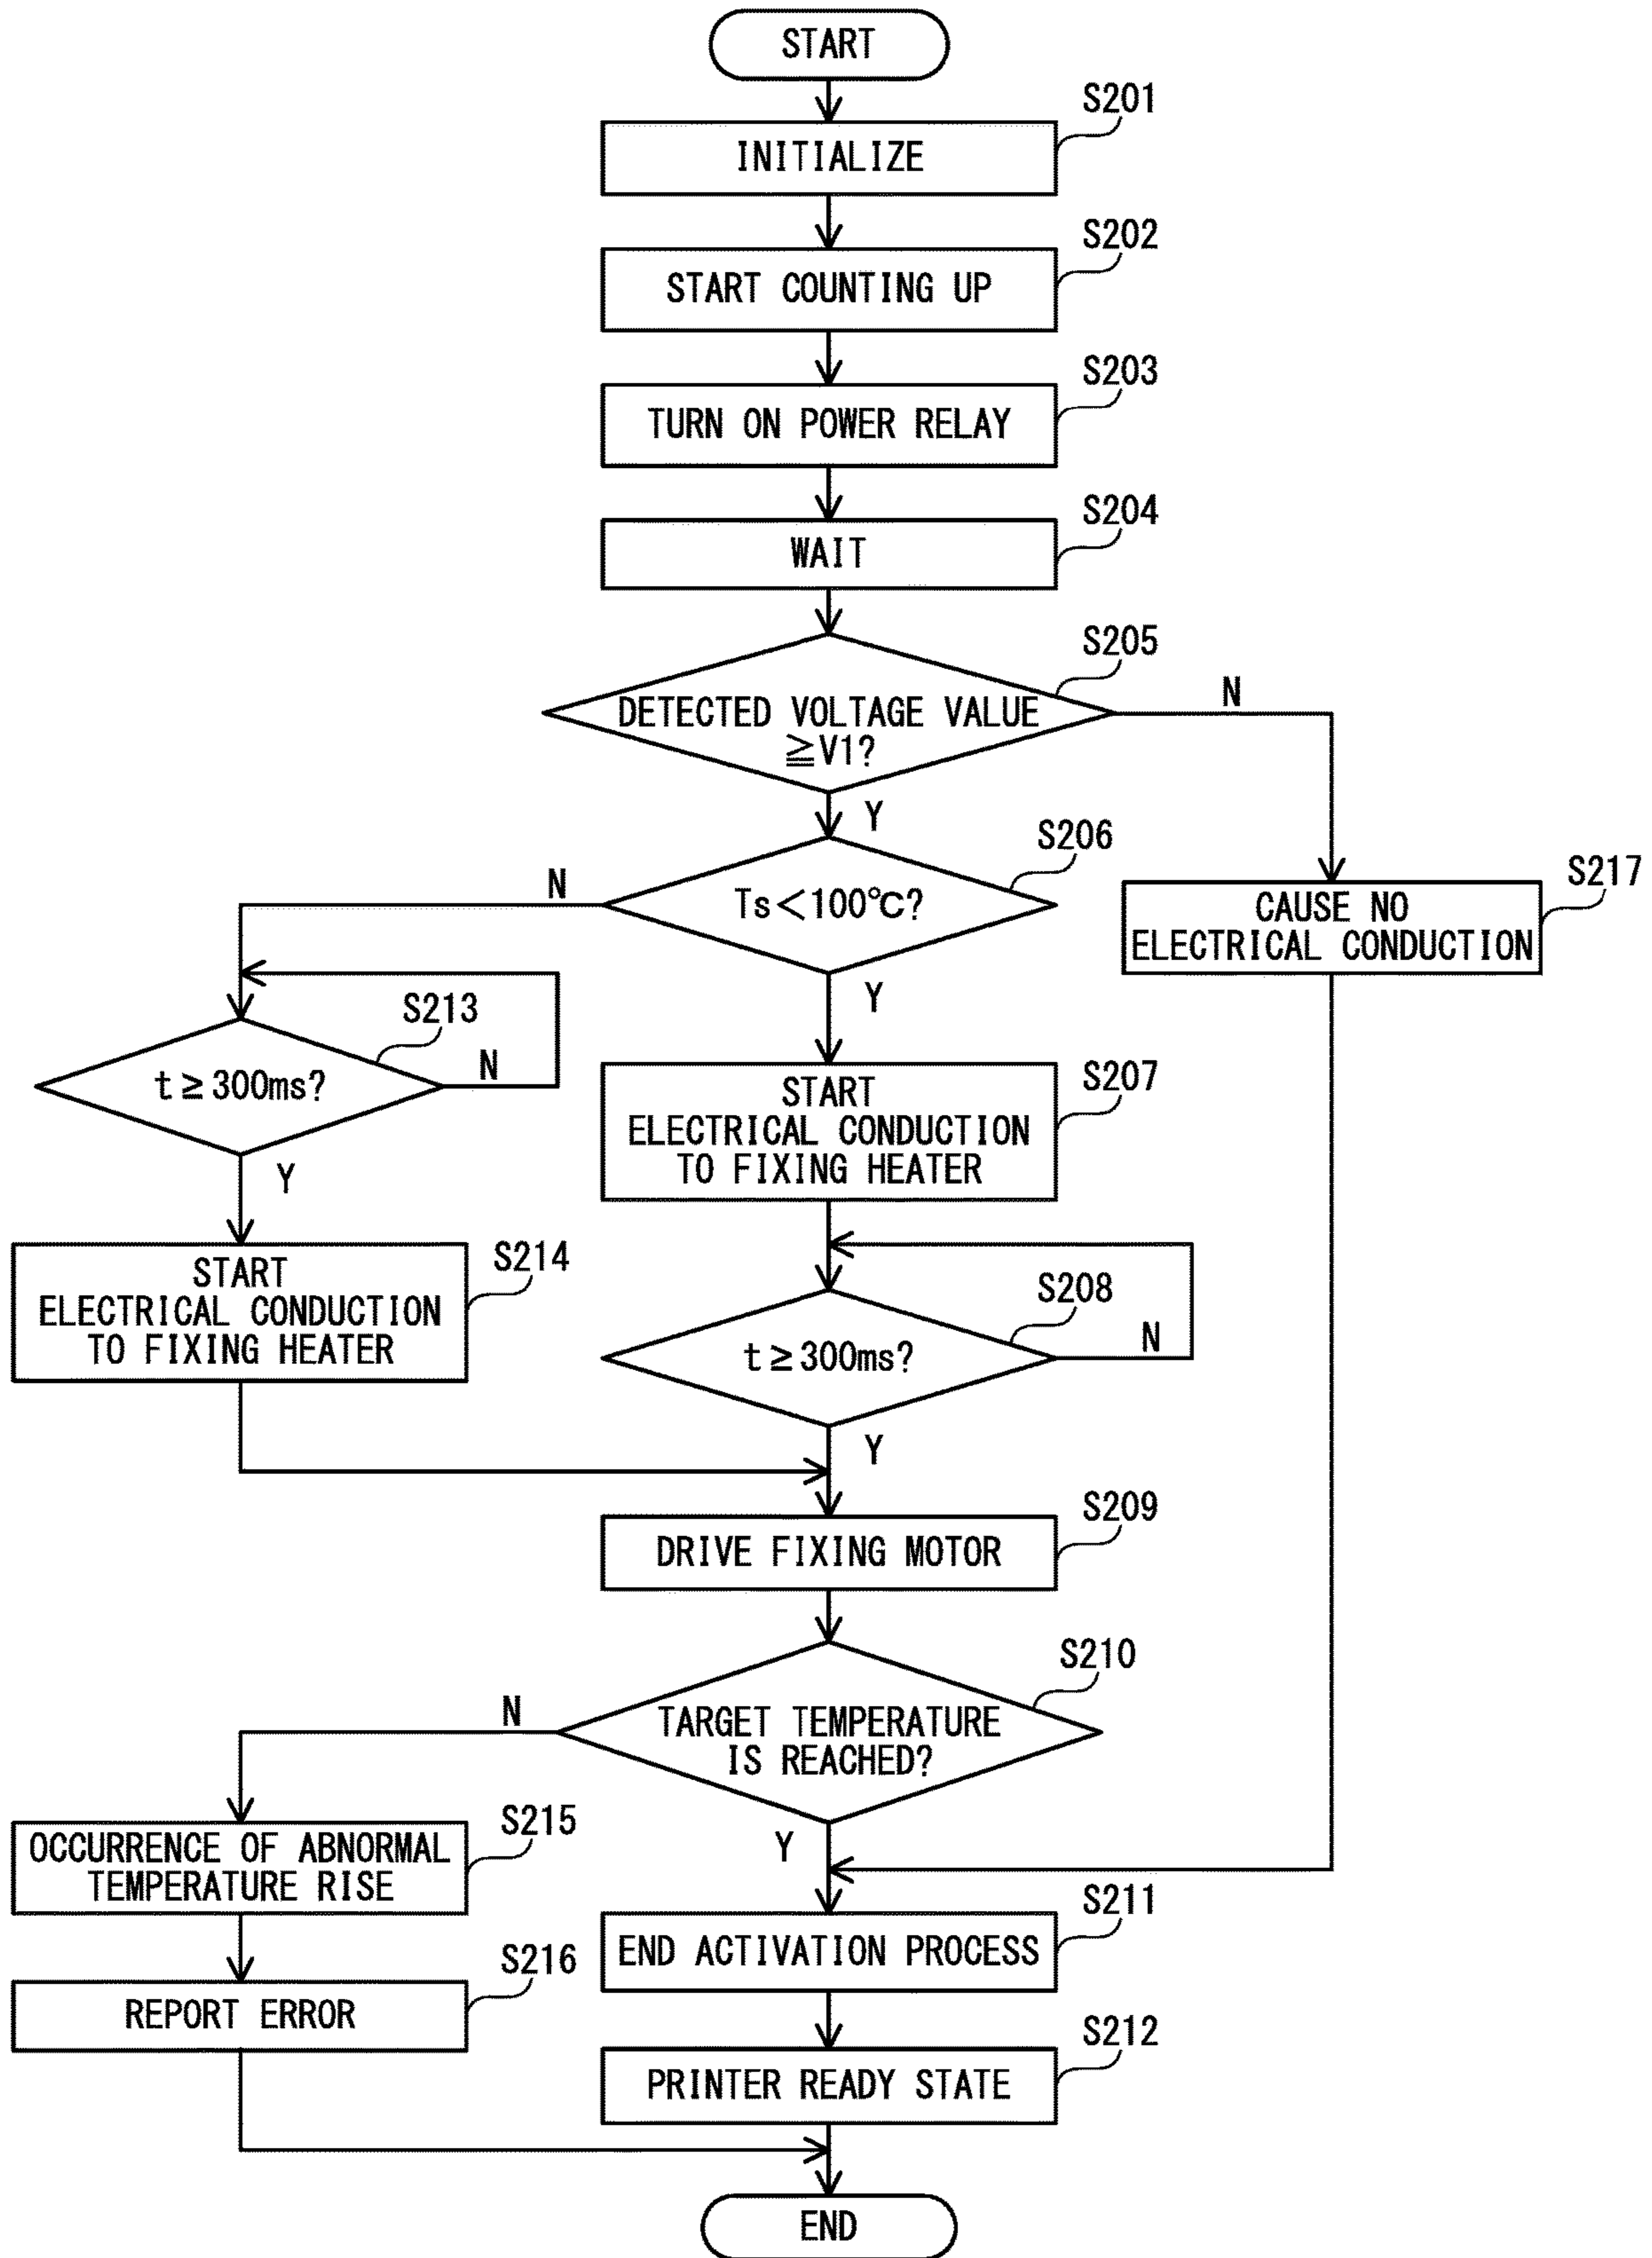 START
S201
INITIALIZE
S202
START COUNTING UP
S203
TURN ON POWER RELAY
S204
WAIT
S205
DETECTED VOLTAGE VALUE
≧V1?
N
Y
S206
Ts<100℃?
N
Y
S217
CAUSE NO
ELECTRICAL CONDUCTION
S213
t≥300ms?
N
Y
S207
START
ELECTRICAL CONDUCTION
TO FIXING HEATER
S214
START
ELECTRICAL CONDUCTION
TO FIXING HEATER
S208
t≥300ms?
N
Y
S209
DRIVE FIXING MOTOR
S210
TARGET TEMPERATURE
IS REACHED?
N
Y
S215
OCCURRENCE OF ABNORMAL
TEMPERATURE RISE
S211
END ACTIVATION PROCESS
S216
REPORT ERROR
S212
PRINTER READY STATE
END